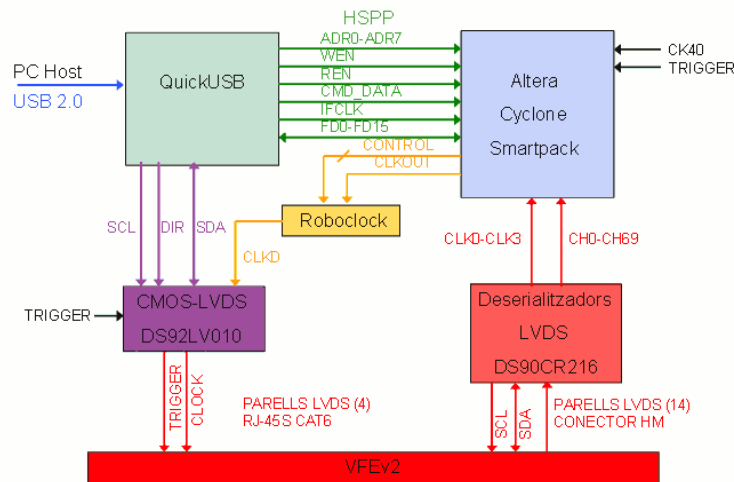 HSPP
ADR0-ADR7
WEN
REN
CMD_DATA
IFCLK
FD0-FD15
PC Host
USB 2.0
QuickUSB
Altera
Cyclone
Smartpack
CK40
TRIGGER
CONTROL
CLKOUT
Roboclock
SCL
DIR
SDA
CLKD
CLK0-CLK3
CH0-CH69
TRIGGER
CMOS-LVDS
DS92LV010
Deserialitzadors
LVDS
DS90CR216
TRIGGER
CLOCK
PARELLS LVDS (4)
RJ-45S CAT6
SCL
SDA
PARELLS LVDS (14)
CONECTOR HM
VFEv2